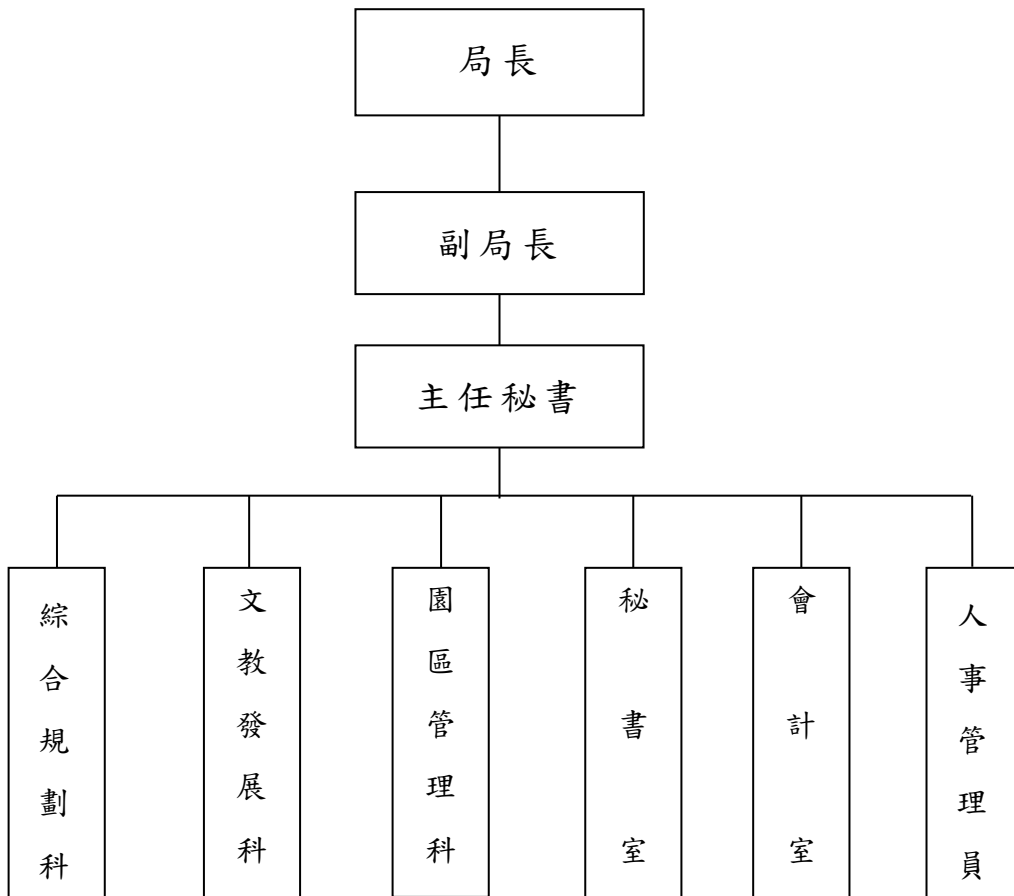 局長
副局長
主任秘書
綜合規劃科
文教發展科
園區管理科
秘書室
會計室
人事管理員